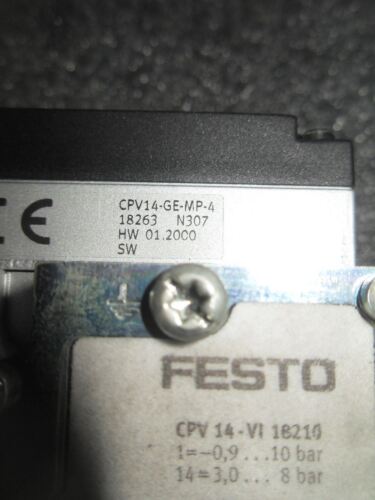 CE
CPV14-GE-MP-4
18263 N307
HW 01.2000
SW
FESTO
CPV 14-VI 18210
1=-0,9...10 bar
14=3,0... 8 bar